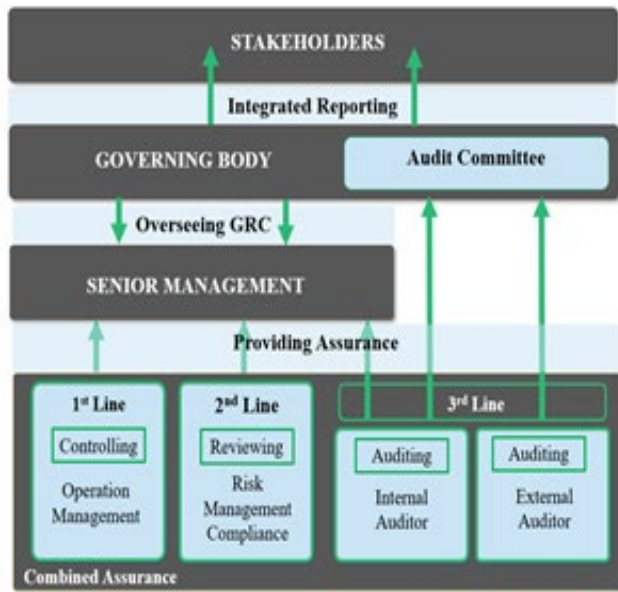 STAKEHOLDERS
Integrated Reporting
GOVERNING BODY
Audit Committee
Overseeing GRC
SENIOR MANAGEMENT
Providing Assurance
1st Line
Controlling
Operation
Management
2nd Line
Reviewing
Risk
Management
Compliance
3rd Line
Auditing
Internal
Auditor
Auditing
External
Auditor
Combined Assurance